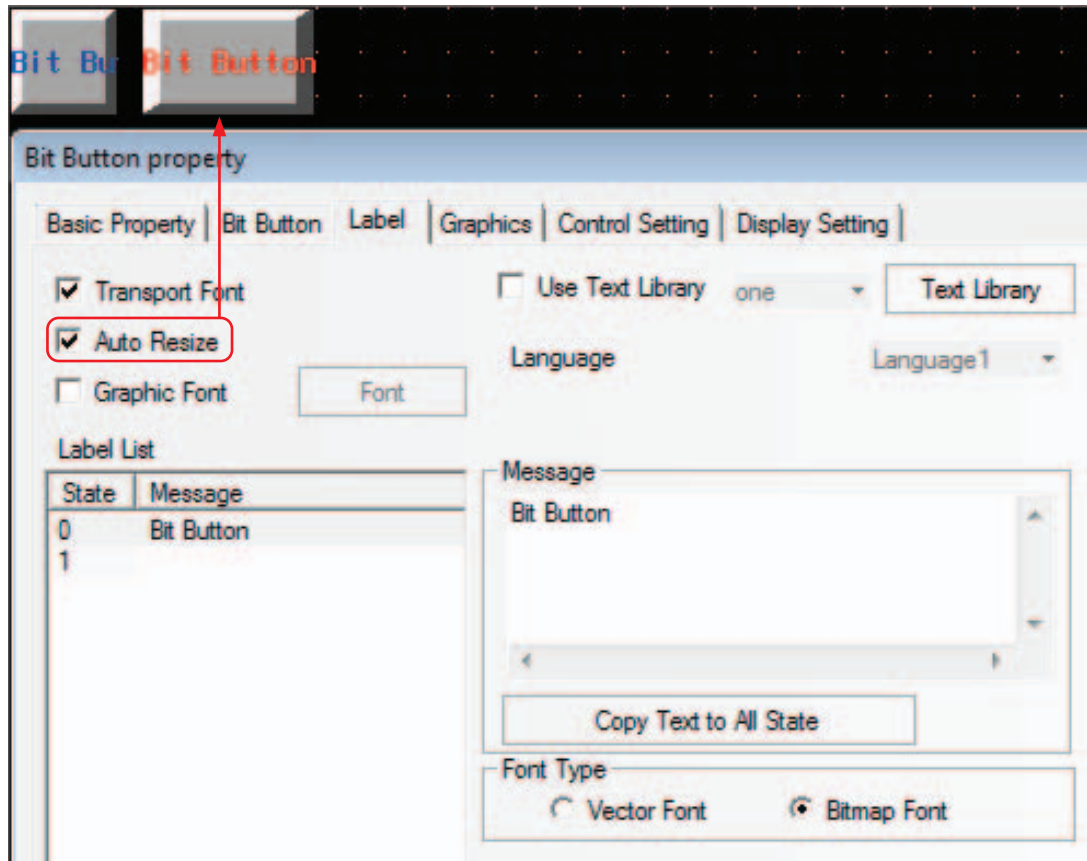 Bit Bu Bit Button
Bit Button property
Basic Property Bit Button Label Graphics Control Setting Display Setting
Transport Font
Use Text Library one Text Library
Auto Resize
Language Language1
Graphic Font Font
Label List
State Message
0 Bit Button
1
Message
Bit Button
Copy Text to All State
Font Type
Vector Font Bitmap Font